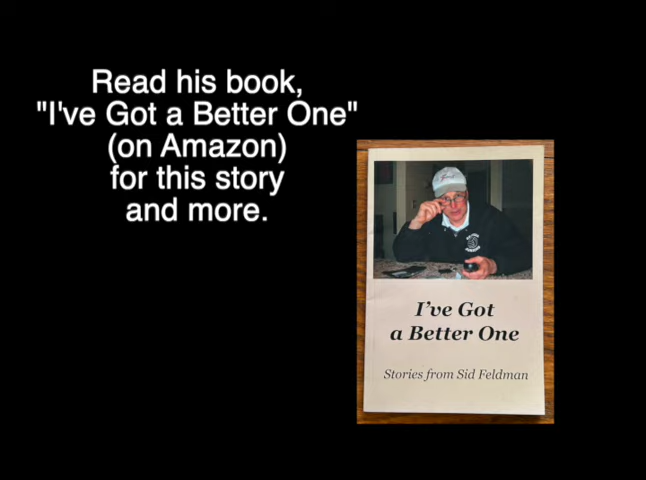 Read his book,
"I've Got a Better One"
(on Amazon)
for this story
and more.
I've Got
a Better One
Stories from Sid Feldman